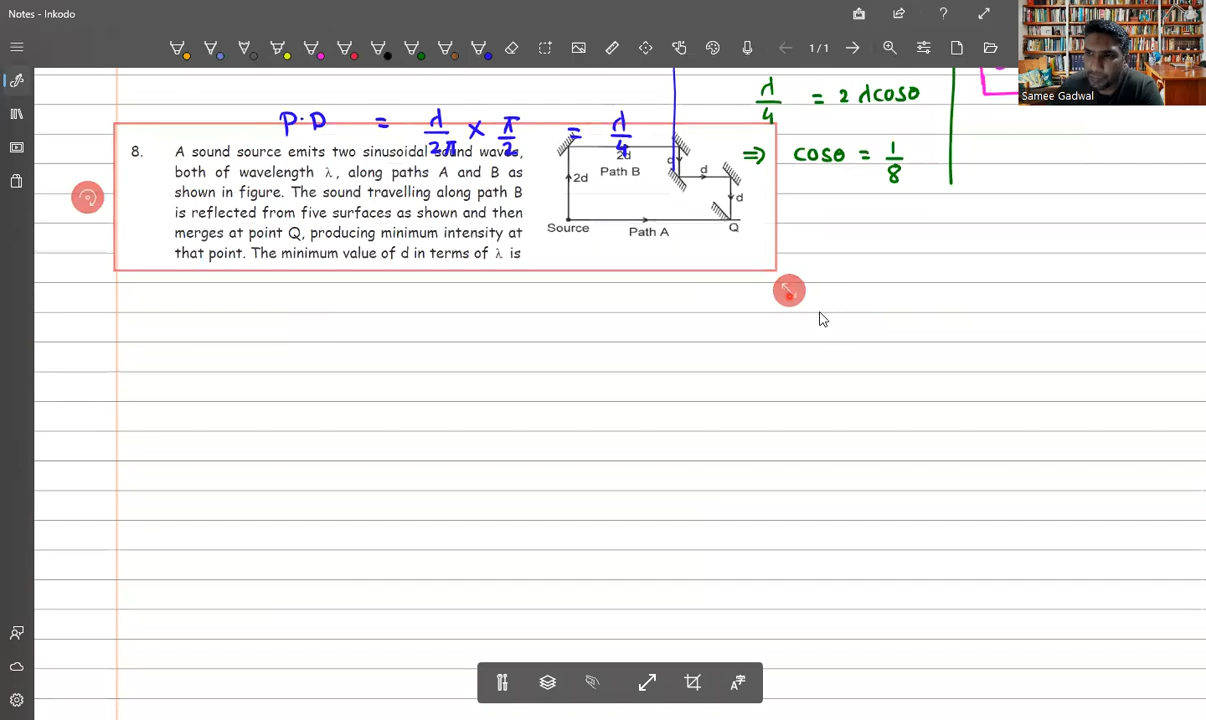 Notes - Inkodo
1/1
Samee Gadwal
λ/4 = 2 λcosθ
P.D = λ/2π × π/2 = λ/4
⇒ cosθ = 1/8
8. A sound source emits two sinusoidal sound waves,
both of wavelength λ, along paths A and B as
shown in figure. The sound travelling along path B
is reflected from five surfaces as shown and then
merges at point Q, producing minimum intensity at
that point. The minimum value of d in terms of λ is
2d
Path B
d
d
2d
d
Source
Path A
Q